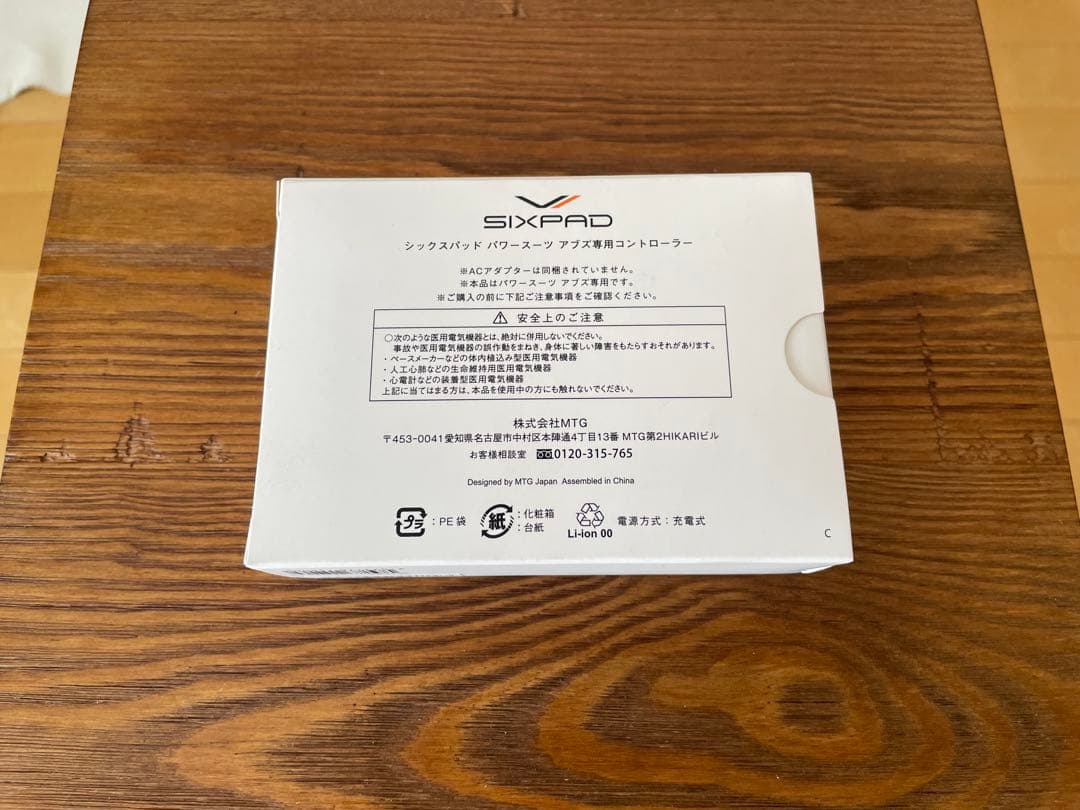 SIXPAD
シックスパッド パワースーツ アブズ専用コントローラー
※ACアダプターは同梱されていません。
※本品はパワースーツ アブズ専用です。
※ご購入の前に下記ご注意事項をご確認ください。
安全上のご注意
○次のような医用電気機器とは、絶対に併用しないでください。
事故や医用電気機器の誤作動をまねき、身体に著しい障害をもたらすおそれがあります。
・ペースメーカーなどの体内植込み型医用電気機器
・人工心肺などの生命維持用医用電気機器
・心電計などの装着型医用電気機器
上記に当てはまる方は、本品を使用中の方にも触れないでください。
株式会社MTG
〒453-0041 愛知県名古屋市中村区本陣通4丁目13番 MTG第2HIKARIビル
お客様相談室 0120-315-765
Designed by MTG Japan Assembled in China
プラ : PE袋 紙 : 化粧箱 : 台紙 Li-ion 00 電源方式 : 充電式
C